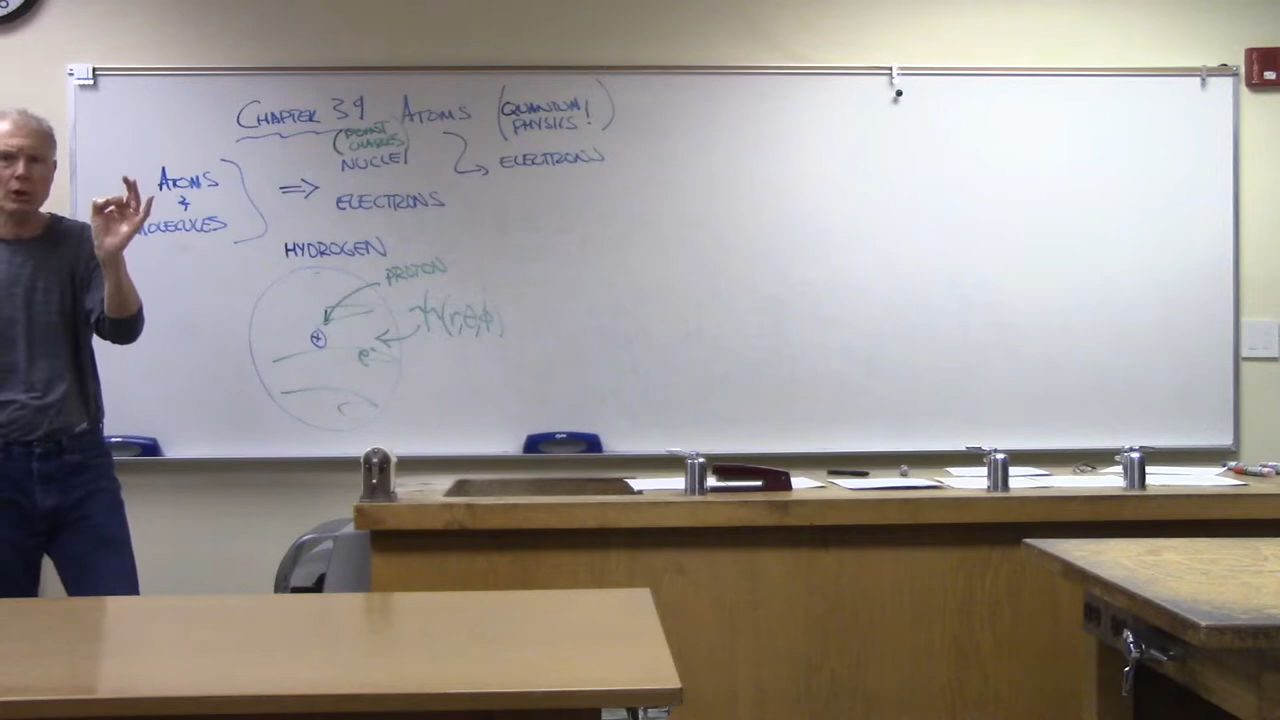 CHAPTER 39 ATOMS (QUANTUM PHYSICS!)
(POINT CHARGES)
NUCLEI
ELECTRONS
ATOMS & MOLECULES ⇒
ELECTRONS
HYDROGEN
PROTON
+
ψ(r,θ,ϕ)
e-